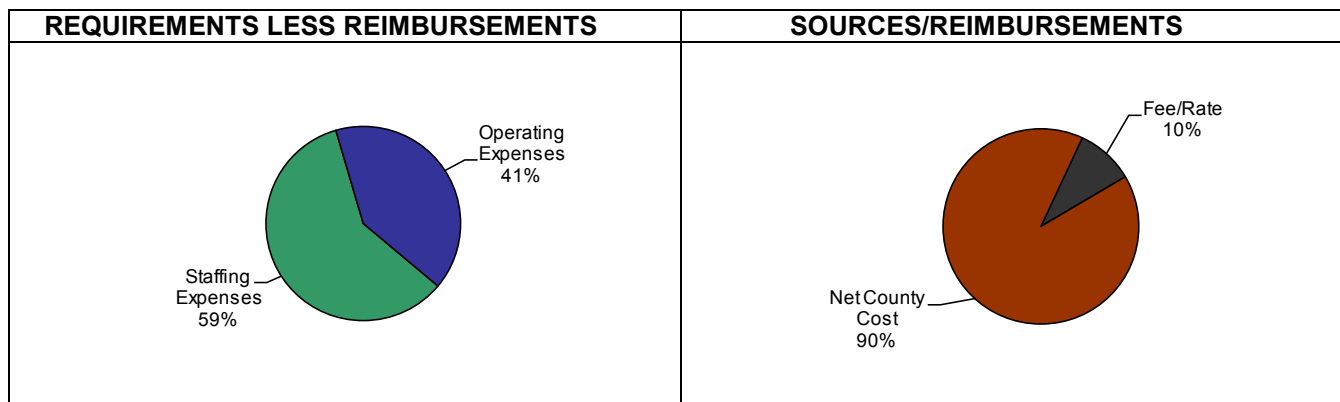 REQUIREMENTS LESS REIMBURSEMENTS
SOURCES/REIMBURSEMENTS
Operating
Expenses
41%
Staffing
Expenses
59%
Fee/Rate
10%
Net County
Cost
90%